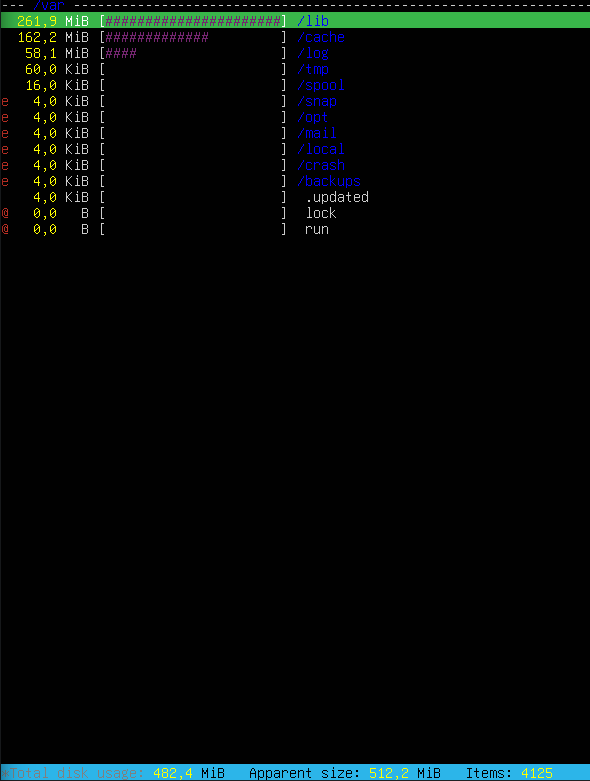 --- /var ---------------------------------------------------------------
261,9 MiB [######################] /lib
162,2 MiB [############# ] /cache
58,1 MiB [#### ] /log
60,0 KiB [ ] /tmp
16,0 KiB [ ] /spool
e 4,0 KiB [ ] /snap
e 4,0 KiB [ ] /opt
e 4,0 KiB [ ] /mail
e 4,0 KiB [ ] /local
e 4,0 KiB [ ] /crash
e 4,0 KiB [ ] /backups
4,0 KiB [ ] .updated
@ 0,0 B [ ] lock
@ 0,0 B [ ] run
*Total disk usage: 482,4 MiB Apparent size: 512,2 MiB Items: 4125